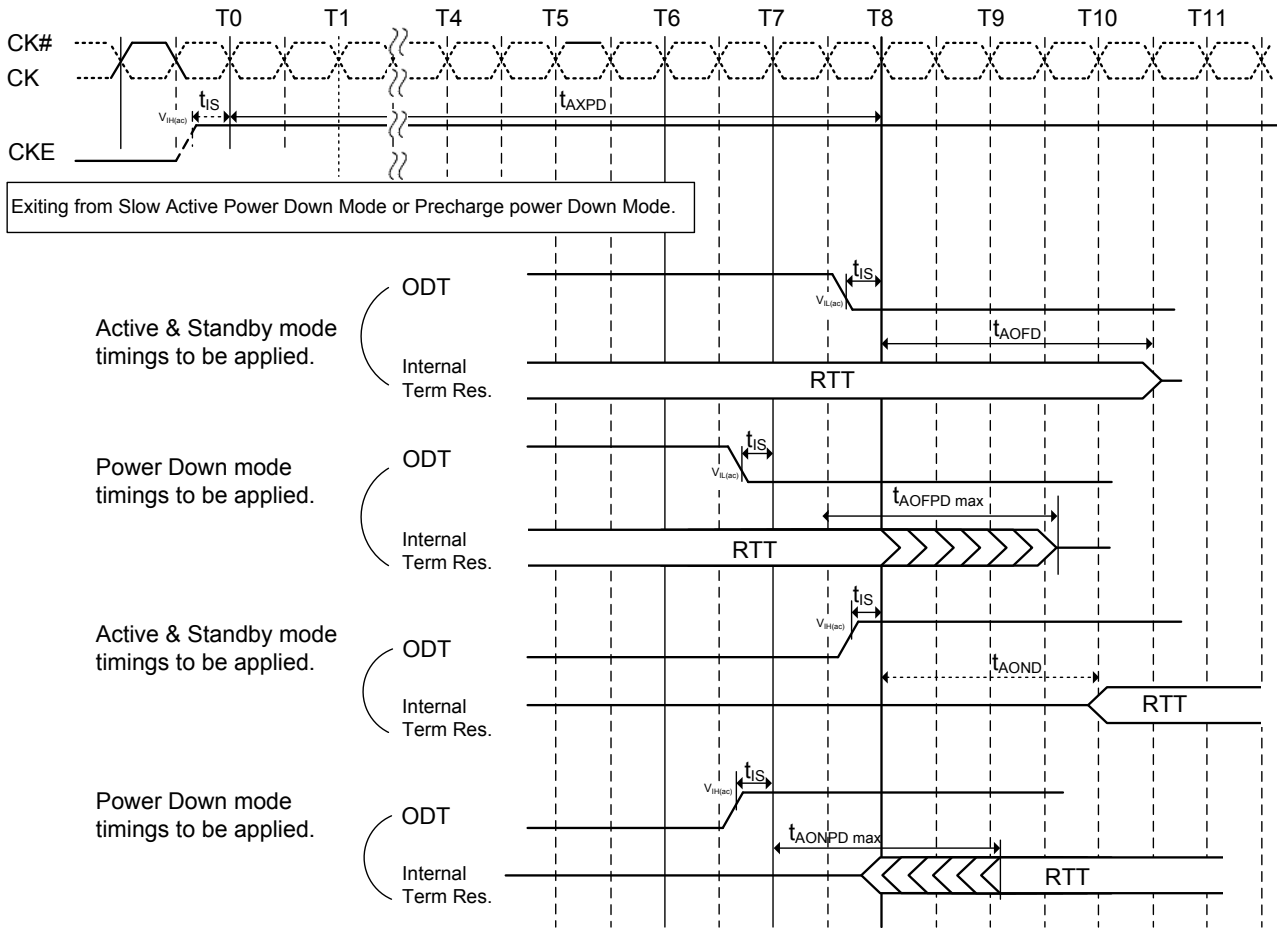 T0 T1 T4 T5 T6 T7 T8 T9 T10 T11
CK#
CK
tIS
tAXPD
VIH(ac)
CKE
Exiting from Slow Active Power Down Mode or Precharge power Down Mode.
Active & Standby mode
timings to be applied.
ODT
tIS
VIL(ac)
tAOFD
Internal
Term Res.
RTT
Power Down mode
timings to be applied.
ODT
tIS
VIL(ac)
tAOFPD max
Internal
Term Res.
RTT
Active & Standby mode
timings to be applied.
ODT
tIS
VIH(ac)
tAOND
Internal
Term Res.
RTT
Power Down mode
timings to be applied.
ODT
tIS
VIH(ac)
tAONPD max
Internal
Term Res.
RTT